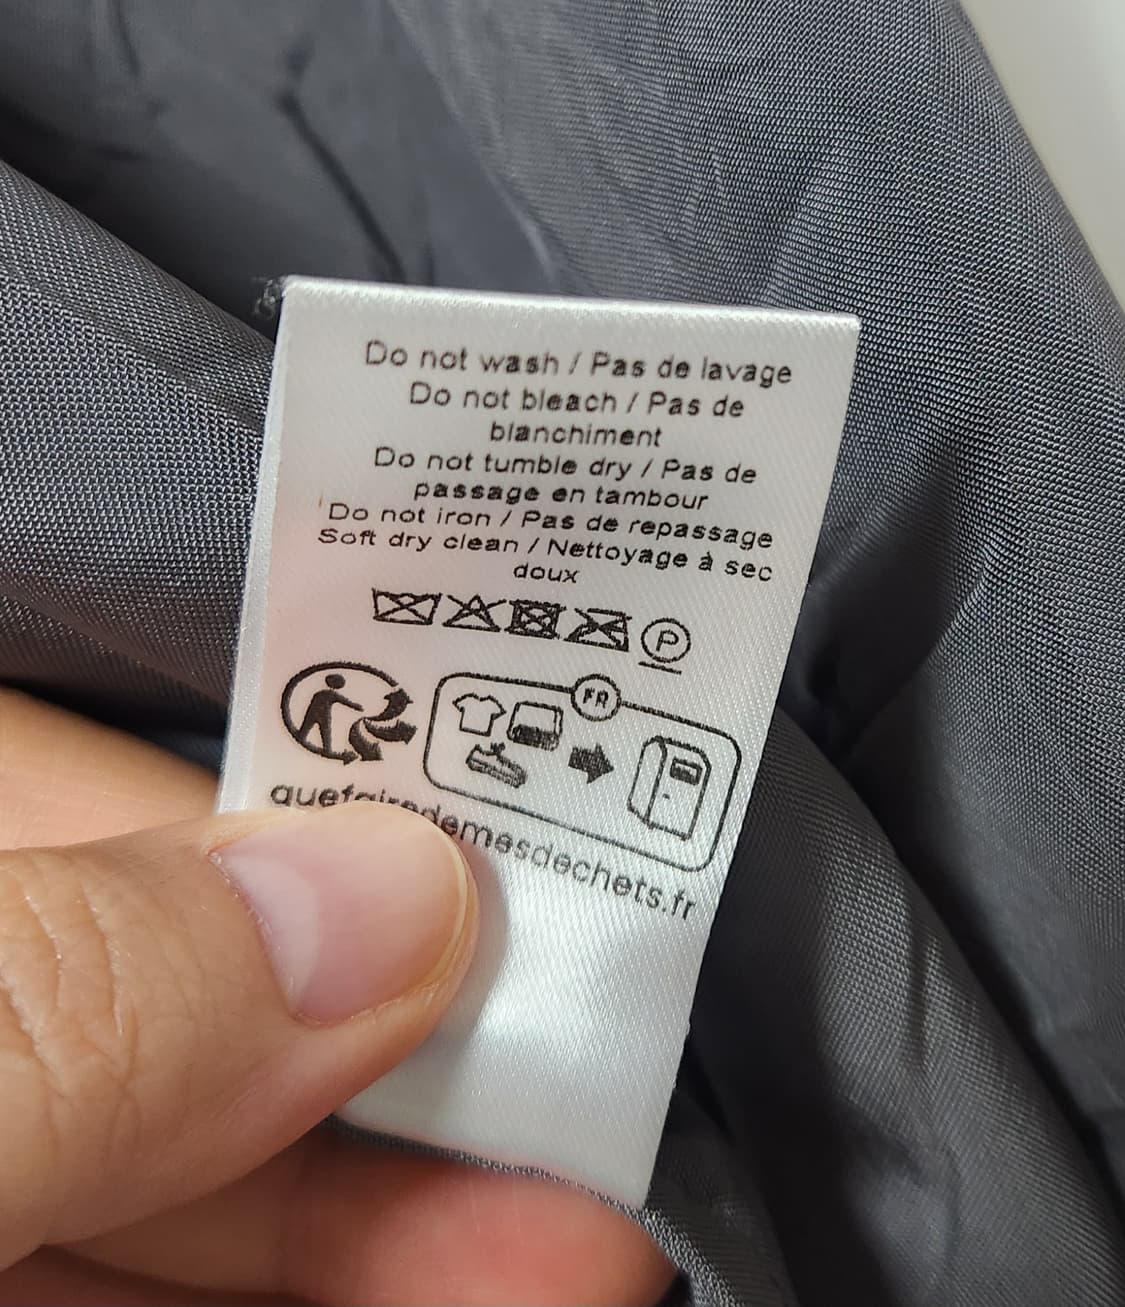 Do not wash / Pas de lavage
Do not bleach / Pas de
blanchiment
Do not tumble dry / Pas de
passage en tambour
Do not iron / Pas de repassage
Soft dry clean / Nettoyage à sec
doux
P
FR
quefairedemesdechets.fr